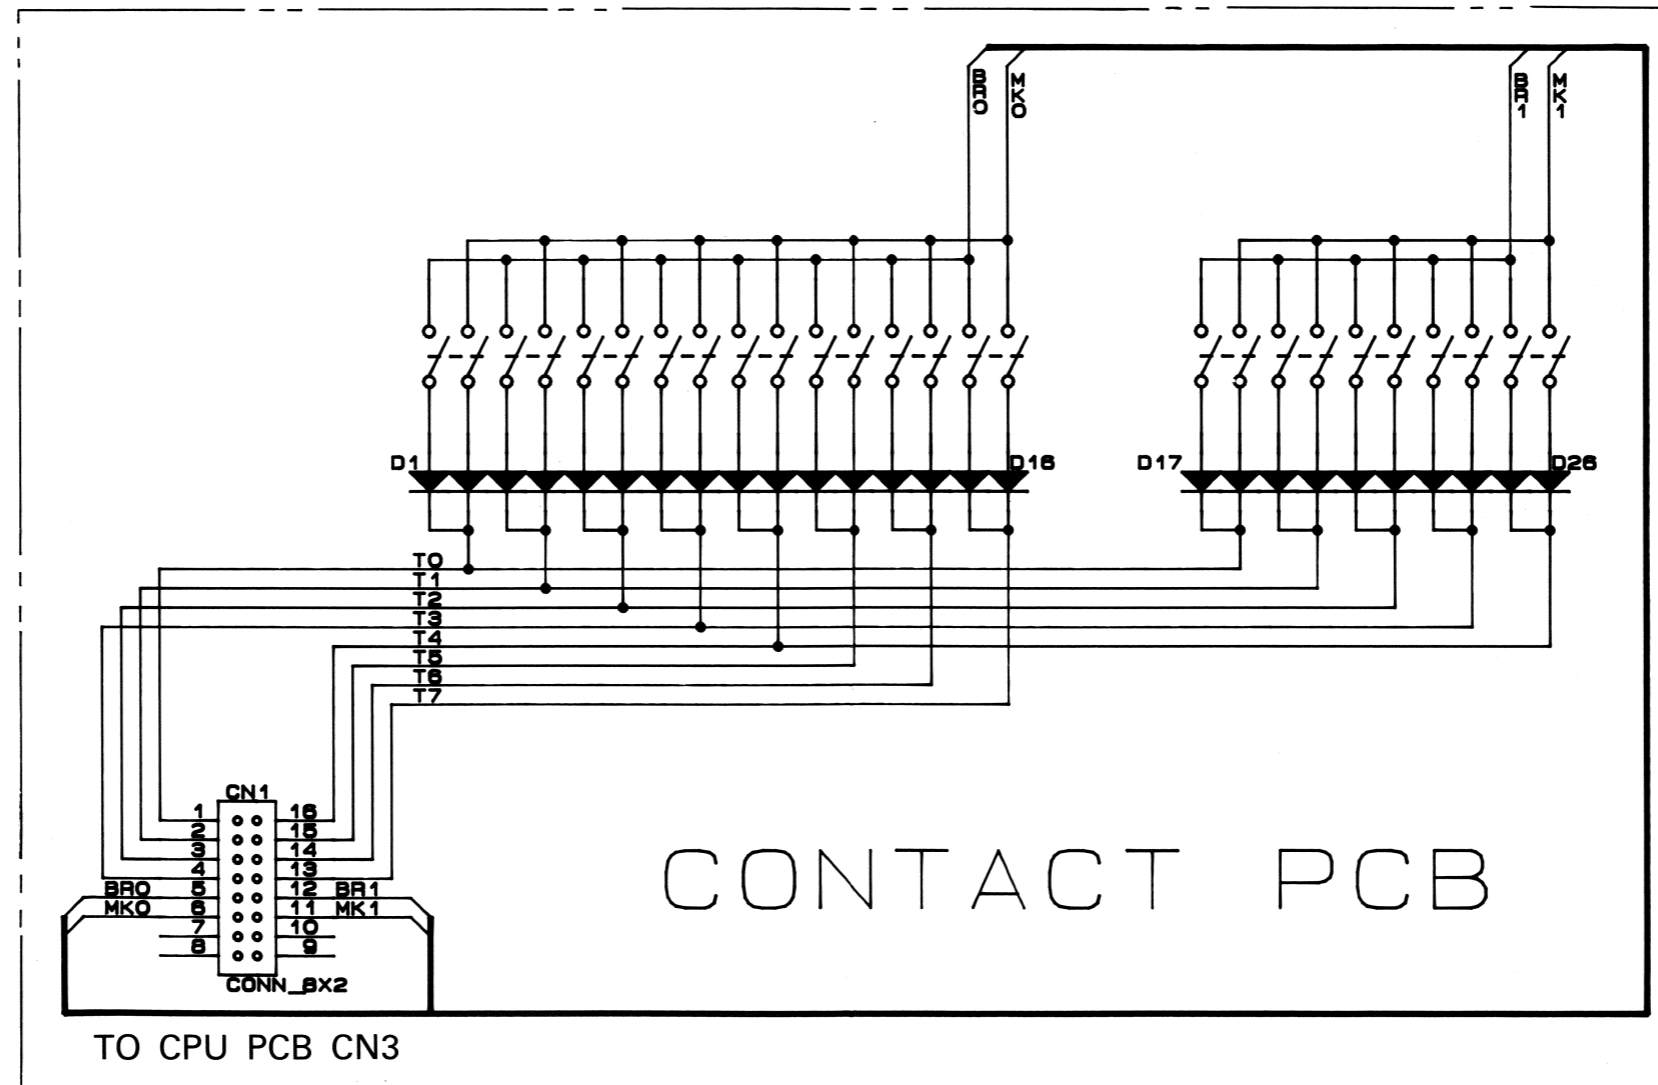 BR0 MK0 BR1 MK1
D1 D16 D17 D26
T0
T1
T2
T3
T4
T5
T6
T7
CN1
1 16
2 15
3 14
4 13
BR0 5 12 BR1
MK0 6 11 MK1
7 10
8 9
CONN_8X2
CONTACT PCB
TO CPU PCB CN3